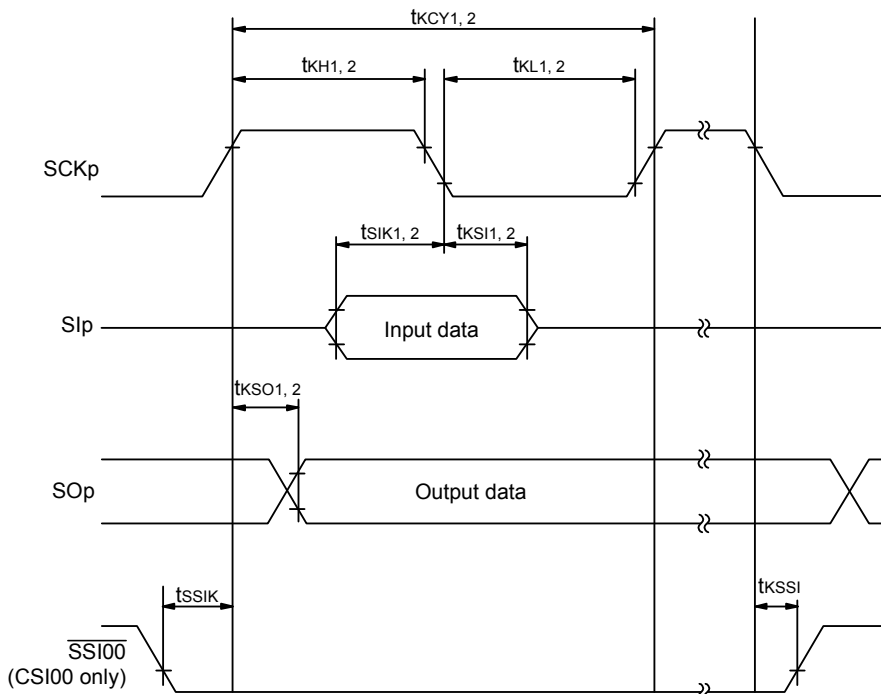 tKCY1, 2
tKH1, 2
tKL1, 2
SCKp
tSIK1, 2
tKSI1, 2
SIp
Input data
tKSO1, 2
SOp
Output data
tSSIK
tKSSI
SSI00
(CSI00 only)